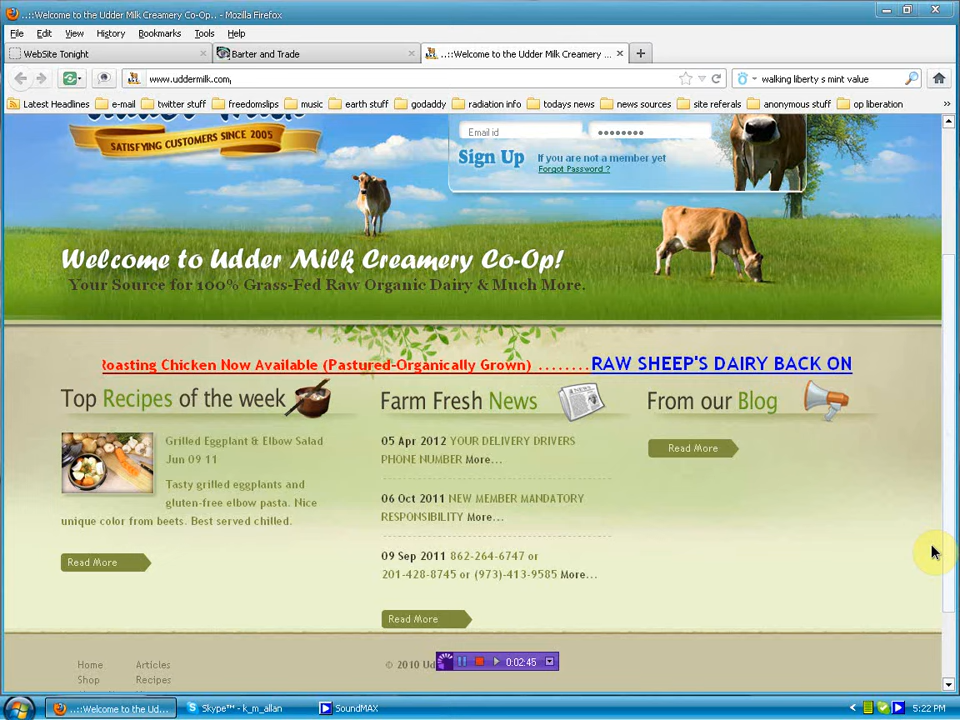 ..::Welcome to the Udder Milk Creamery Co-Op.. - Mozilla Firefox
File Edit View History Bookmarks Tools Help
WebSite Tonight
Barter and Trade
..::Welcome to the Udder Milk Creamery ...
www.uddermilk.com
walking liberty s mint value
Latest Headlines e-mail twitter stuff freedomslips music earth stuff godaddy radiation info todays news news sources site referals anonymous stuff op liberation
SATISFYING CUSTOMERS SINCE 2005
Email id
Sign Up If you are not a member yet
Forgot Password ?
Welcome to Udder Milk Creamery Co-Op!
Your Source for 100% Grass-Fed Raw Organic Dairy & Much More.
Roasting Chicken Now Available (Pastured-Organically Grown) ........RAW SHEEP'S DAIRY BACK ON
Top Recipes of the week
Grilled Eggplant & Elbow Salad
Jun 09 11
Tasty grilled eggplants and
gluten-free elbow pasta. Nice
unique color from beets. Best served chilled.
Read More
Farm Fresh News
NEWS
05 Apr 2012 YOUR DELIVERY DRIVERS
PHONE NUMBER More...
06 Oct 2011 NEW MEMBER MANDATORY
RESPONSIBILITY More...
09 Sep 2011 862-264-6747 or
201-428-8745 or (973)-413-9585 More...
Read More
From our Blog
Read More
Home Articles
Shop Recipes
© 2010 Ud
0:02:45
..::Welcome to the Ud...
Skype™ - k_m_allan
SoundMAX
5:22 PM